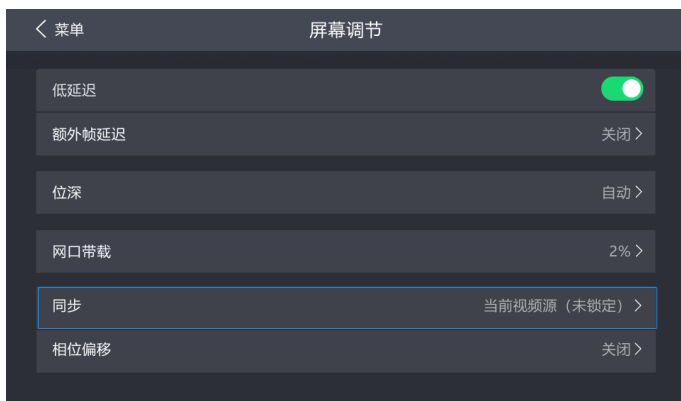 菜单 屏幕调节
低延迟
额外帧延迟 关闭
位深 自动
网口带载 2%
同步 当前视频源（未锁定）
相位偏移 关闭